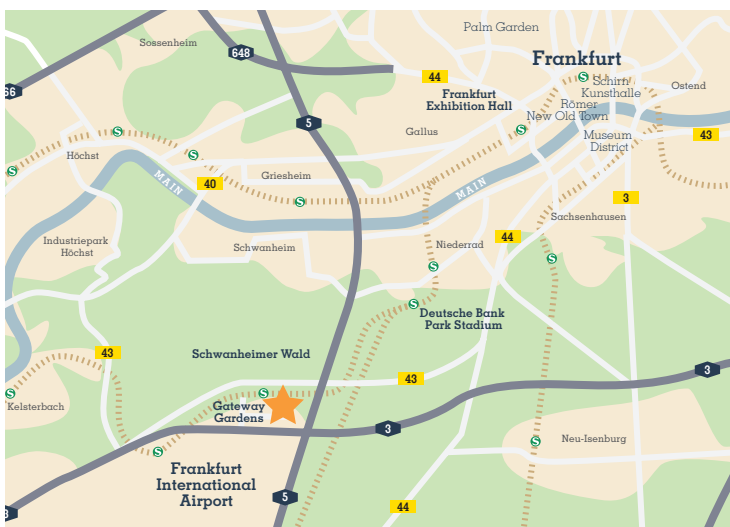 Palm Garden
Sossenheim
648
Frankfurt
44
66
Schirn
Kunsthalle
Ostend
Frankfurt
Exhibition Hall
Römer
New Old Town
5
Gallus
43
Museum
District
Höchst
MAIN
40
Griesheim
MAIN
3
Sachsenhausen
Industriepark
Höchst
Schwanheim
Niederrad
44
Deutsche Bank
Park Stadium
Schwanheimer Wald
43
43
3
Kelsterbach
Gateway
Gardens
3
Neu-Isenburg
Frankfurt
International
Airport
5
44
3
S
S
S
S
S
S
S
S
S
S
S
S
S
S